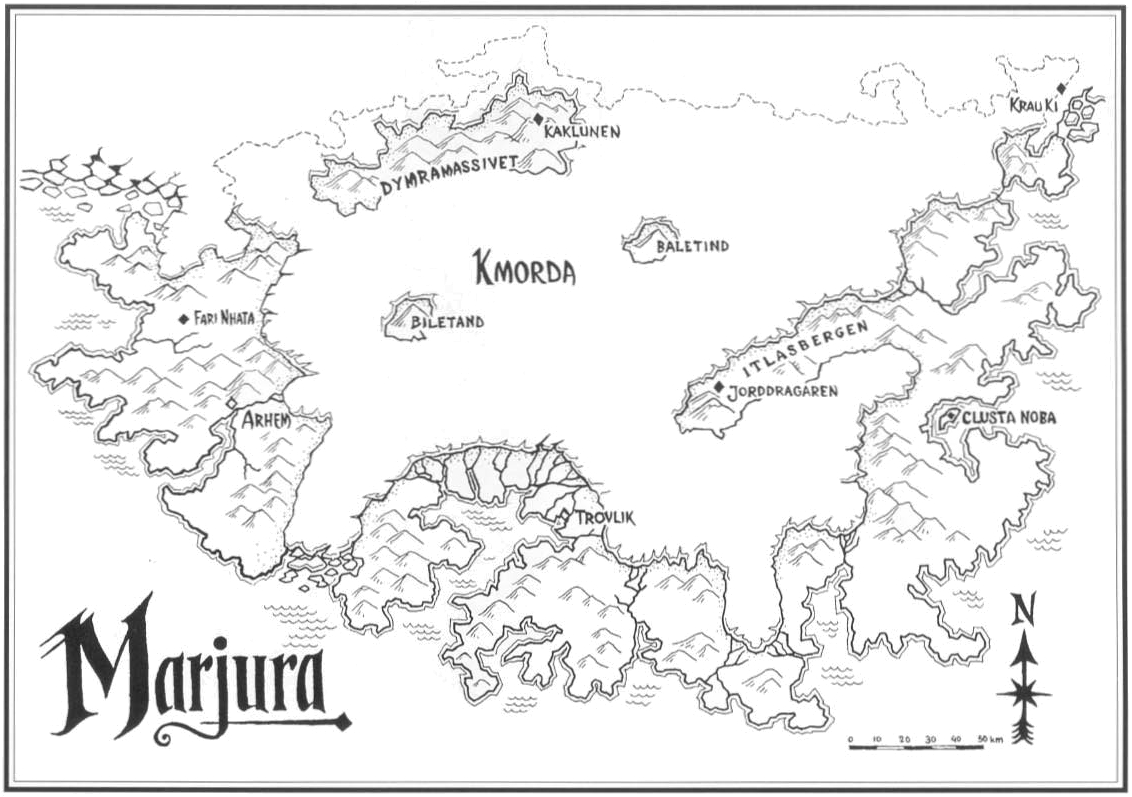 KRAUKI
KAKLUNEN
DYMRAMASSIVET
BALETIND
KMORDA
FARI NHATA
BILETAND
ITLASBERGEN
JORDDRAGAREN
ARHEM
CLUSTA NOBA
TROVLIK
Marjura
N
0 10 20 30 40 50 km